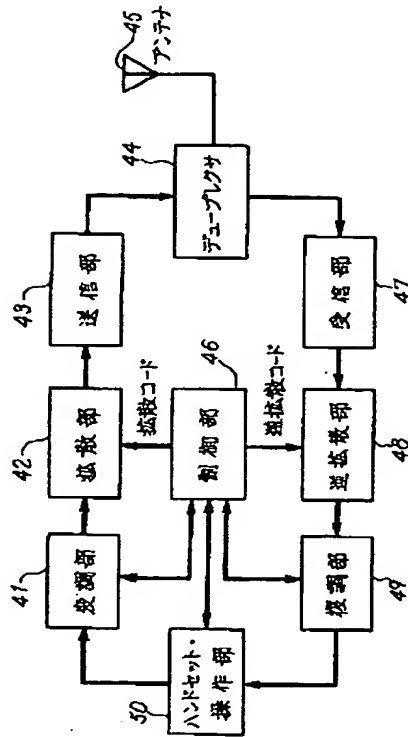 45
アンテナ
44
デュープレクサ
43
送信部
47
受信部
42
拡散部
拡散コード
46
制御部
逆拡散コード
逆拡散部
48
41
変調部
復調部
49
ハンドセット・
操作部
50